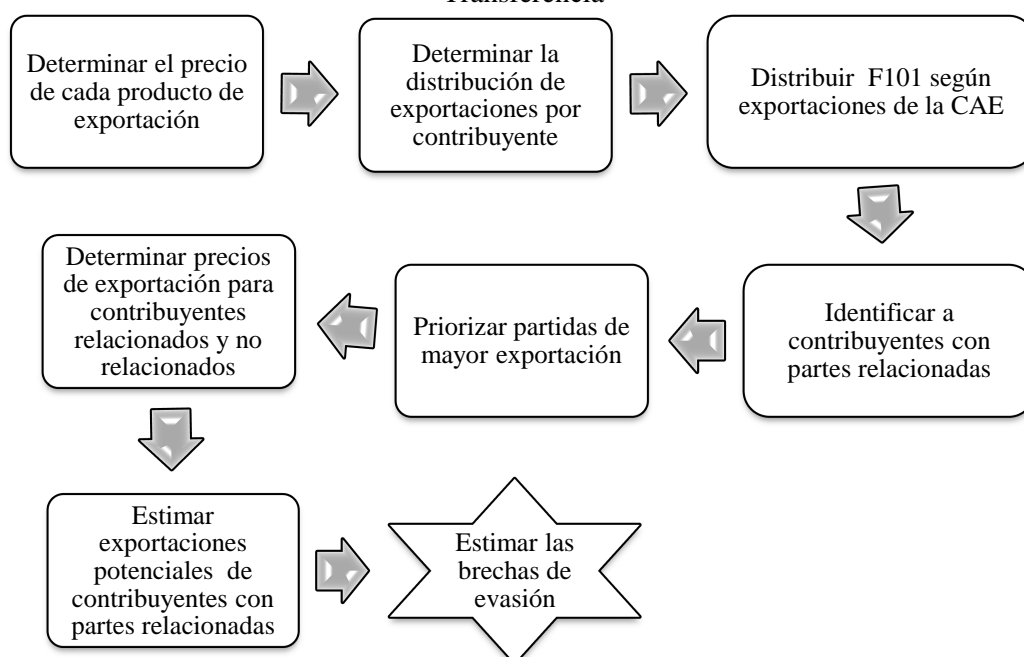 Transferencia
Determinar el precio
de cada producto de
exportación
Determinar la
distribución de
exportaciones por
contribuyente
Distribuir F101 según
exportaciones de la CAE
Identificar a
contribuyentes con
partes relacionadas
Priorizar partidas de
mayor exportación
Determinar precios
de exportación para
contribuyentes
relacionados y no
relacionados
Estimar
exportaciones
potenciales de
contribuyentes con
partes relacionadas
Estimar las
brechas de
evasión